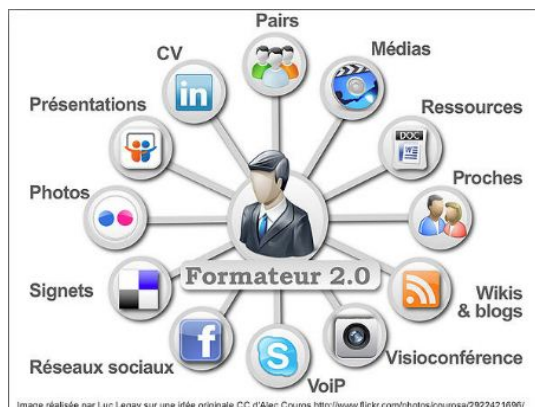 Pairs
CV
Médias
in
Présentations
Ressources
DOC
W
Photos
Proches
Formateur 2.0
Signets
Wikis
& blogs
f
Réseaux sociaux
S
Visioconférence
VoiP
Image réalisée par Luc Legay sur une idée originale CC d'Alec Couros http://www.flickr.com/photos/courosa/2922421696/